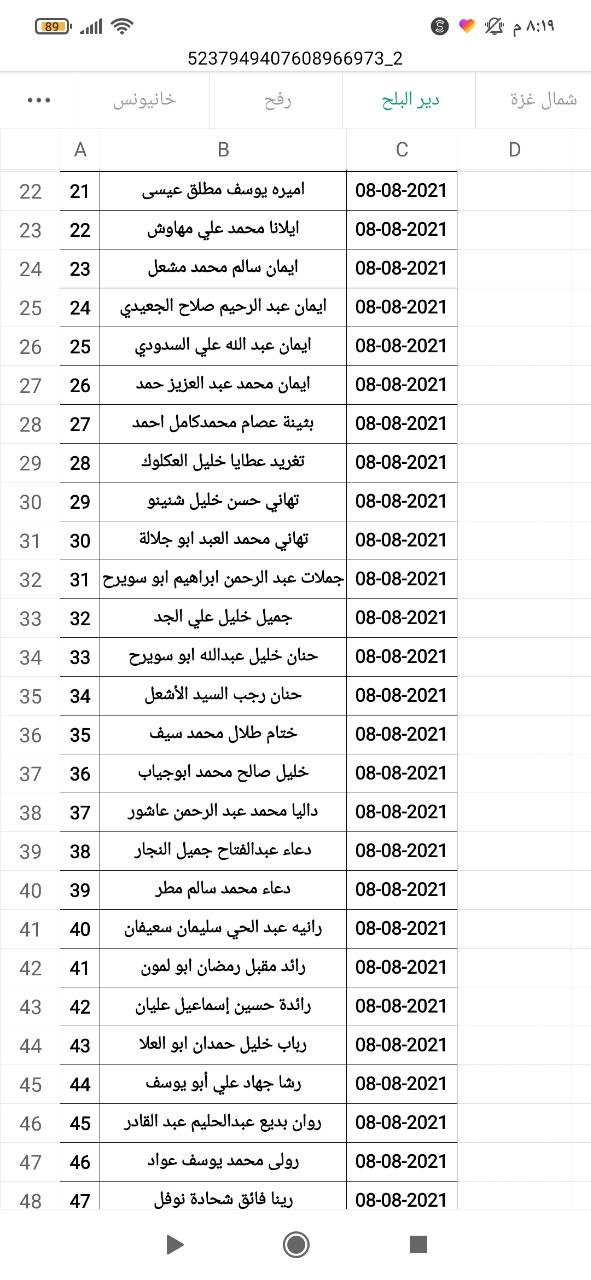 89 م ٨:١٩
5237949407608966973_2
شمال غزة دير البلح رفح خانيونس •••
A B C D
22 21 اميره يوسف مطلق عيسى 08-08-2021
23 22 ايلانا محمد علي مهاوش 08-08-2021
24 23 ايمان سالم محمد مشعل 08-08-2021
25 24 ايمان عبد الرحيم صلاح الجعيدي 08-08-2021
26 25 ايمان عبد الله علي السدودي 08-08-2021
27 26 ايمان محمد عبد العزيز حمد 08-08-2021
28 27 بثينة عصام محمدكامل احمد 08-08-2021
29 28 تغريد عطايا خليل العكلوك 08-08-2021
30 29 تهاني حسن خليل شنينو 08-08-2021
31 30 تهاني محمد العبد ابو جلالة 08-08-2021
32 31 جملات عبد الرحمن ابراهيم ابو سويرح 08-08-2021
33 32 جميل خليل علي الجد 08-08-2021
34 33 حنان خليل عبدالله ابو سويرح 08-08-2021
35 34 حنان رجب السيد الأشعل 08-08-2021
36 35 ختام طلال محمد سيف 08-08-2021
37 36 خليل صالح محمد ابوجياب 08-08-2021
38 37 داليا محمد عبد الرحمن عاشور 08-08-2021
39 38 دعاء عبدالفتاح جميل النجار 08-08-2021
40 39 دعاء محمد سالم مطر 08-08-2021
41 40 رانيه عبد الحي سليمان سعيفان 08-08-2021
42 41 رائد مقبل رمضان ابو لمون 08-08-2021
43 42 رائدة حسين إسماعيل عليان 08-08-2021
44 43 رباب خليل حمدان ابو العلا 08-08-2021
45 44 رشا جهاد علي أبو يوسف 08-08-2021
46 45 روان بديع عبدالحليم عبد القادر 08-08-2021
47 46 رولى محمد يوسف عواد 08-08-2021
48 47 رينا فائق شحادة نوفل 08-08-2021